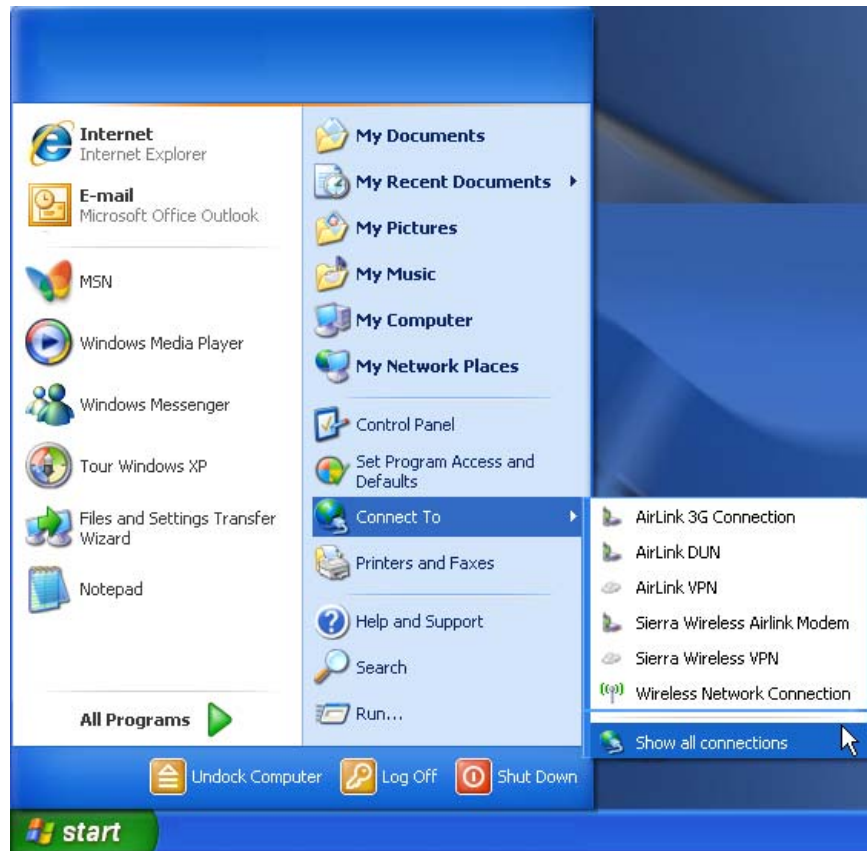 Internet
Internet Explorer
E-mail
Microsoft Office Outlook
MSN
Windows Media Player
Windows Messenger
Tour Windows XP
Files and Settings Transfer
Wizard
Notepad
All Programs
My Documents
My Recent Documents
My Pictures
My Music
My Computer
My Network Places
Control Panel
Set Program Access and
Defaults
Connect To
Printers and Faxes
Help and Support
Search
Run...
AirLink 3G Connection
AirLink DUN
AirLink VPN
Sierra Wireless Airlink Modem
Sierra Wireless VPN
Wireless Network Connection
Show all connections
Undock Computer
Log Off
Shut Down
start